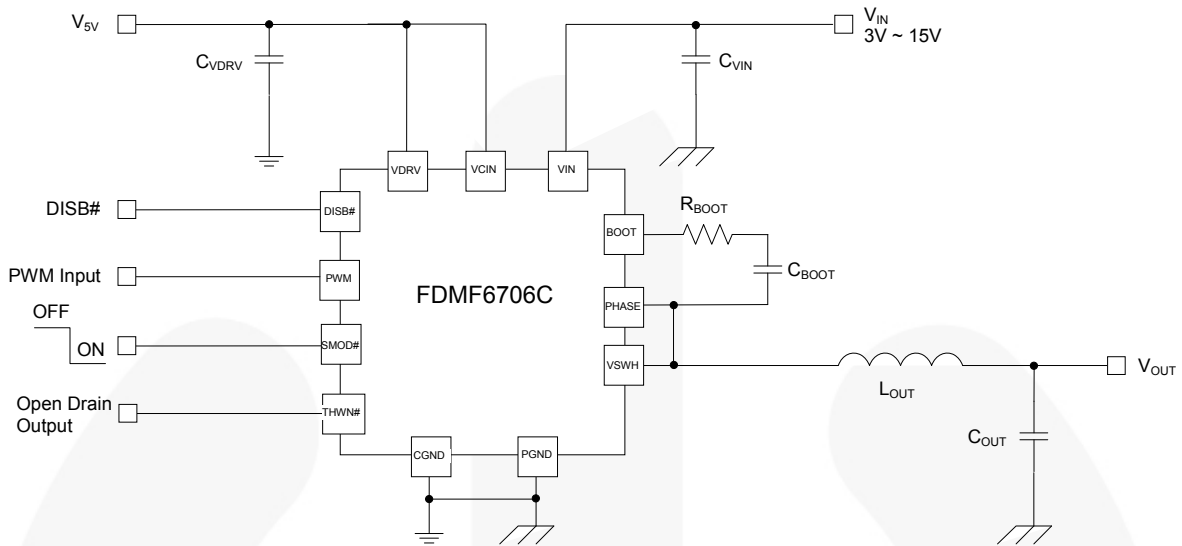 V5V
VIN
3V ~ 15V
CVDRV
CVIN
VDRV
VCIN
VIN
DISB#
DISB#
RBOOT
BOOT
CBOOT
PWM Input
PWM
FDMF6706C
PHASE
OFF
ON
SMOD#
VSWH
VOUT
LOUT
Open Drain
Output
THWN#
COUT
CGND
PGND